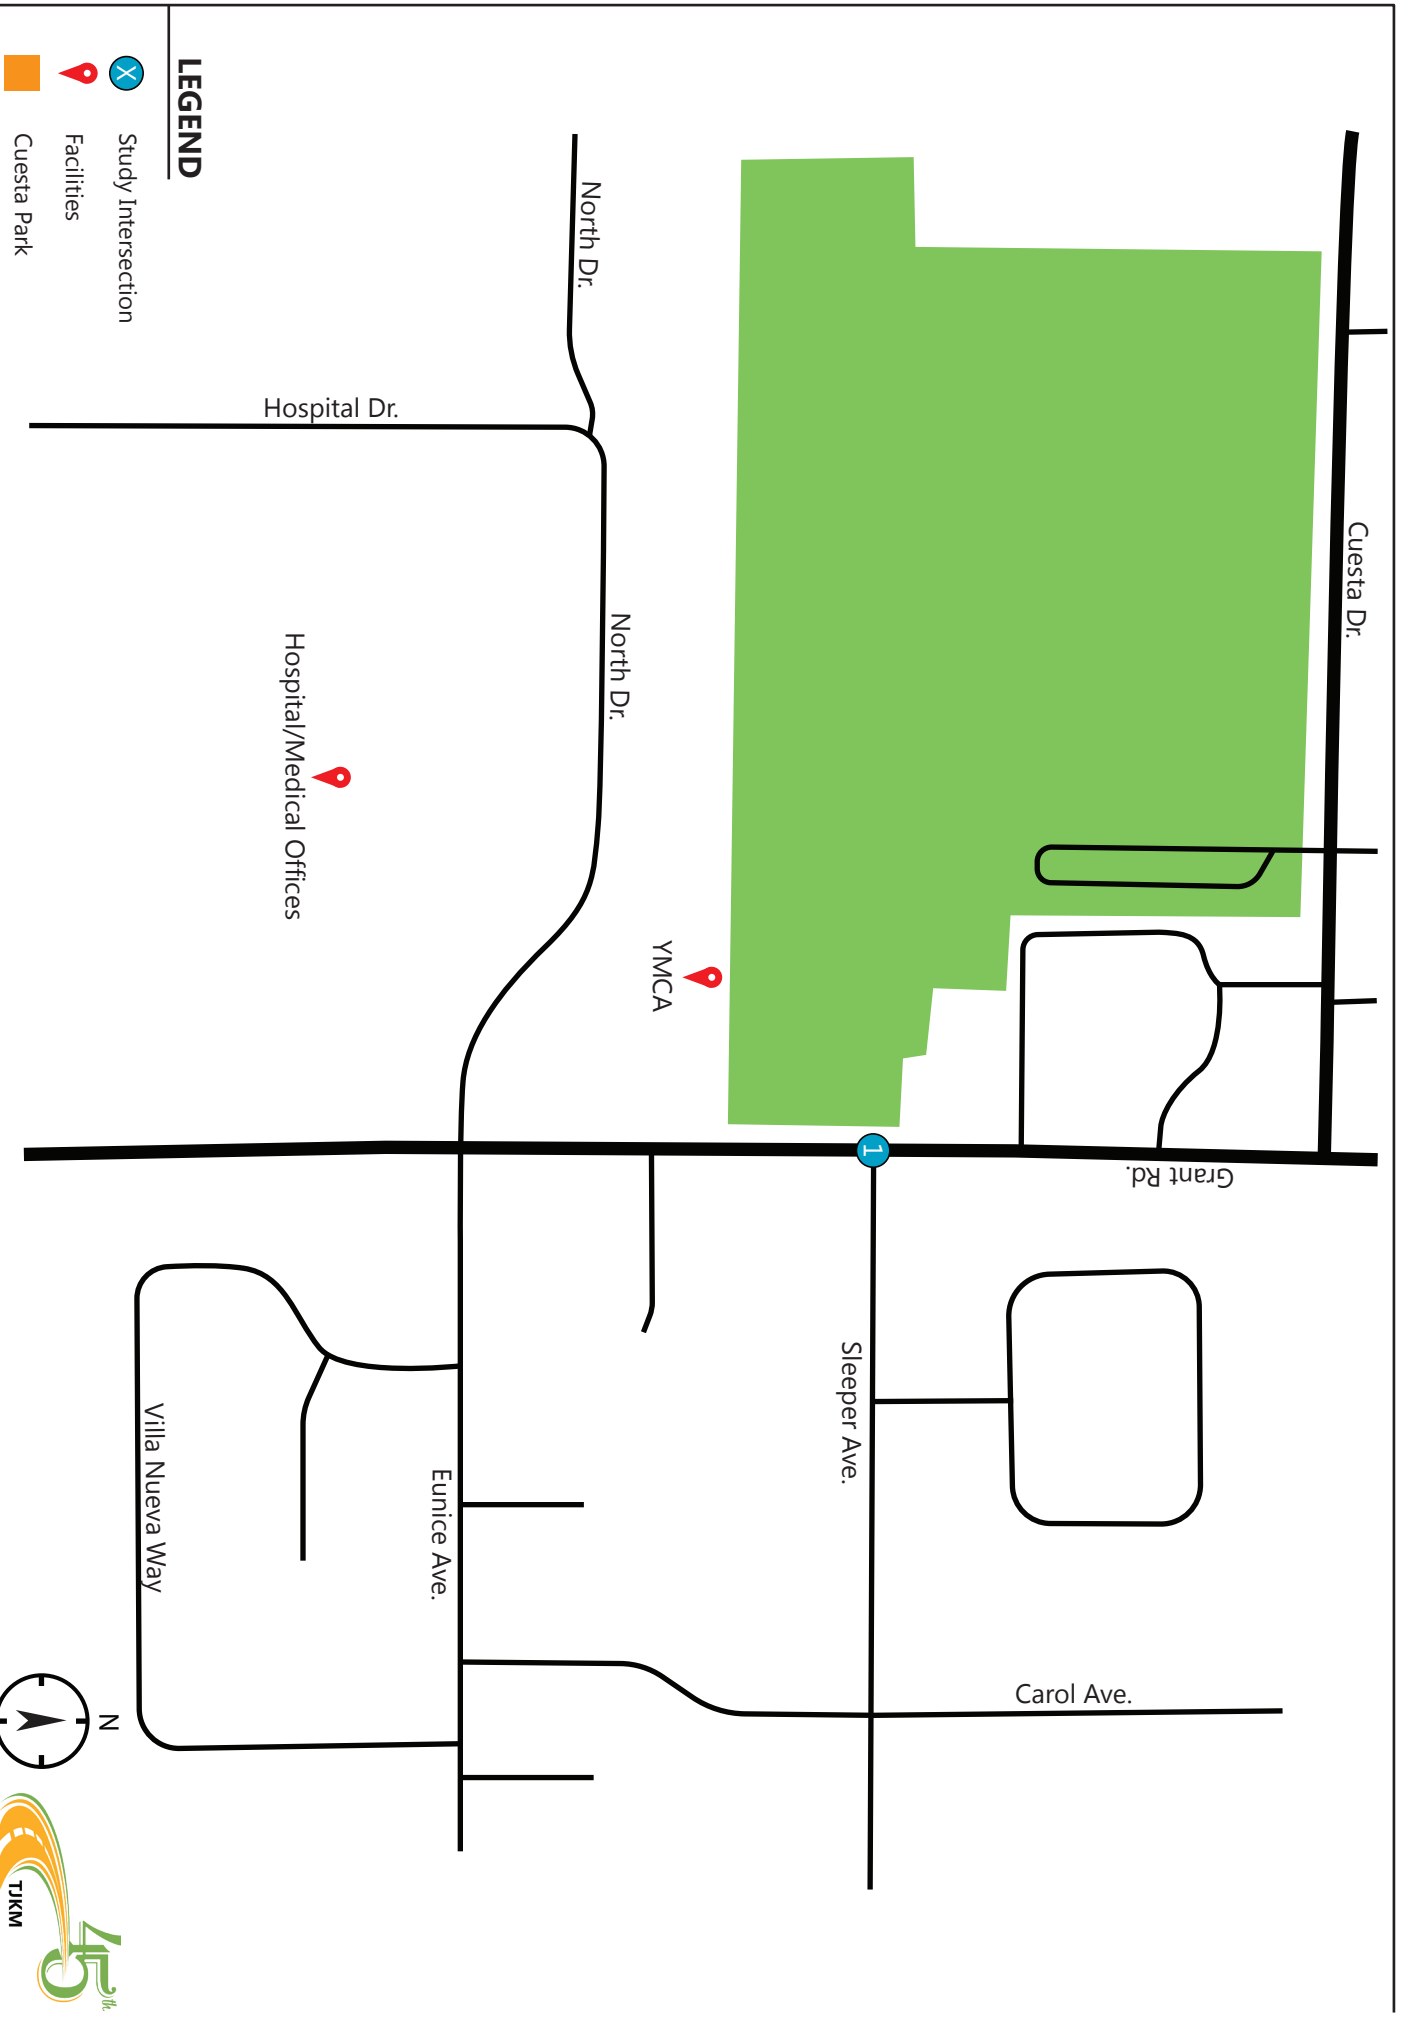 Cuesta Dr.
North Dr.
North Dr.
Hospital Dr.
Hospital/Medical Offices
YMCA
1
Grant Rd.
Sleeper Ave.
Eunice Ave.
Carol Ave.
Villa Nueva Way
LEGEND
X Study Intersection
Facilities
Cuesta Park
N
45th
TJKM